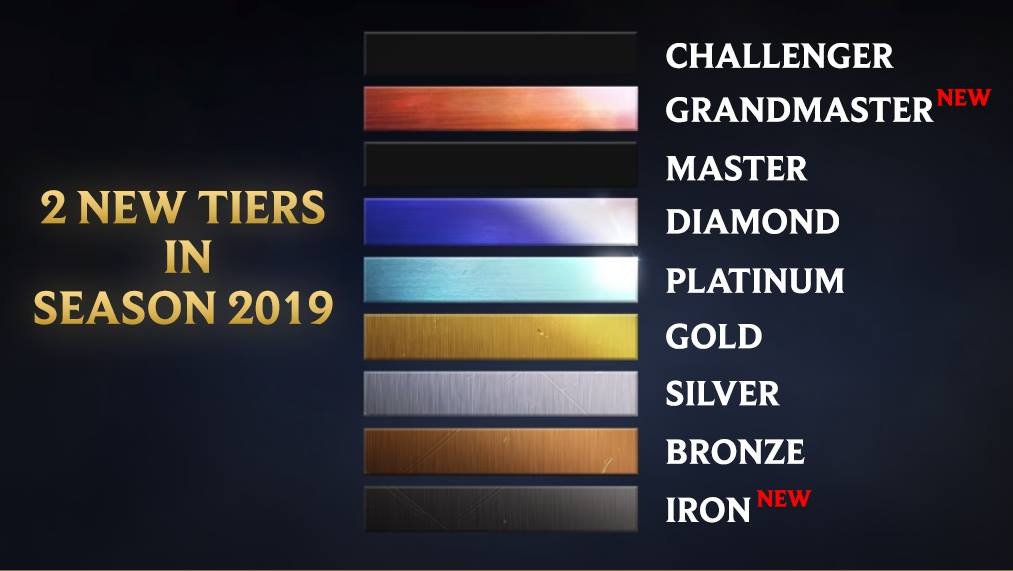 2 NEW TIERS
IN
SEASON 2019
CHALLENGER
GRANDMASTER NEW
MASTER
DIAMOND
PLATINUM
GOLD
SILVER
BRONZE
IRON NEW